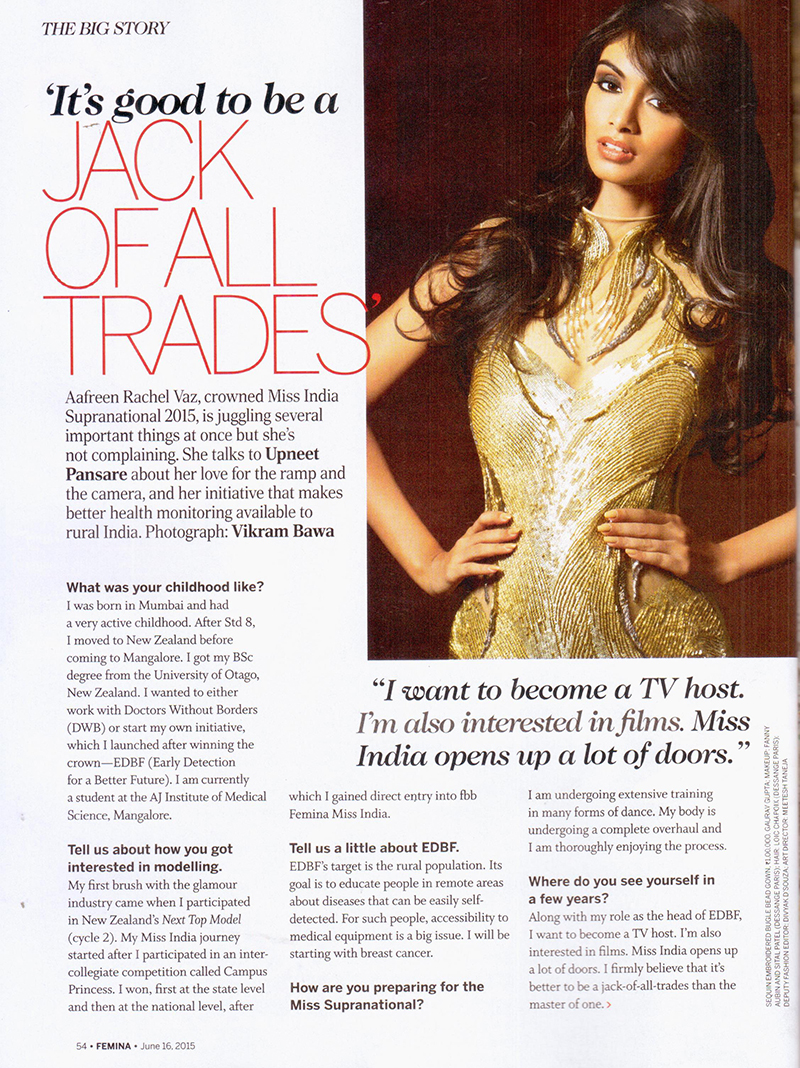 THE BIG STORY
‘It’s good to be a
JACK
OF ALL
TRADES’
Aafreen Rachel Vaz, crowned Miss India
Supranational 2015, is juggling several
important things at once but she’s
not complaining. She talks to Upneet
Pansare about her love for the ramp and
the camera, and her initiative that makes
better health monitoring available to
rural India. Photograph: Vikram Bawa
What was your childhood like?
I was born in Mumbai and had
a very active childhood. After Std 8,
I moved to New Zealand before
coming to Mangalore. I got my BSc
degree from the University of Otago,
New Zealand. I wanted to either
work with Doctors Without Borders
(DWB) or start my own initiative,
which I launched after winning the
crown—EDBF (Early Detection
for a Better Future). I am currently
a student at the AJ Institute of Medical
Science, Mangalore.
Tell us about how you got
interested in modelling.
My first brush with the glamour
industry came when I participated
in New Zealand’s Next Top Model
(cycle 2). My Miss India journey
started after I participated in an inter-
collegiate competition called Campus
Princess. I won, first at the state level
and then at the national level, after
“I want to become a TV host.
I’m also interested in films. Miss
India opens up a lot of doors.”
which I gained direct entry into fbb
Femina Miss India.
Tell us a little about EDBF.
EDBF’s target is the rural population. Its
goal is to educate people in remote areas
about diseases that can be easily self-
detected. For such people, accessibility to
medical equipment is a big issue. I will be
starting with breast cancer.
How are you preparing for the
Miss Supranational?
I am undergoing extensive training
in many forms of dance. My body is
undergoing a complete overhaul and
I am thoroughly enjoying the process.
Where do you see yourself in
a few years?
Along with my role as the head of EDBF,
I want to become a TV host. I’m also
interested in films. Miss India opens up
a lot of doors. I firmly believe that it’s
better to be a jack-of-all-trades than the
master of one. >
SEQUIN EMBROIDERED BUGLE BEAD GOWN, ₹1,00,000, GAURAV GUPTA; MAKEUP: FANNY
AUBIN AND SITAL PATEL (DESSANGE PARIS); HAIR: LOIC CHAPOIX (DESSANGE PARIS);
DEPUTY FASHION EDITOR: DIVYAK D’SOUZA; ART DIRECTOR: MEETESH TANEJA
54 • FEMINA • June 16, 2015